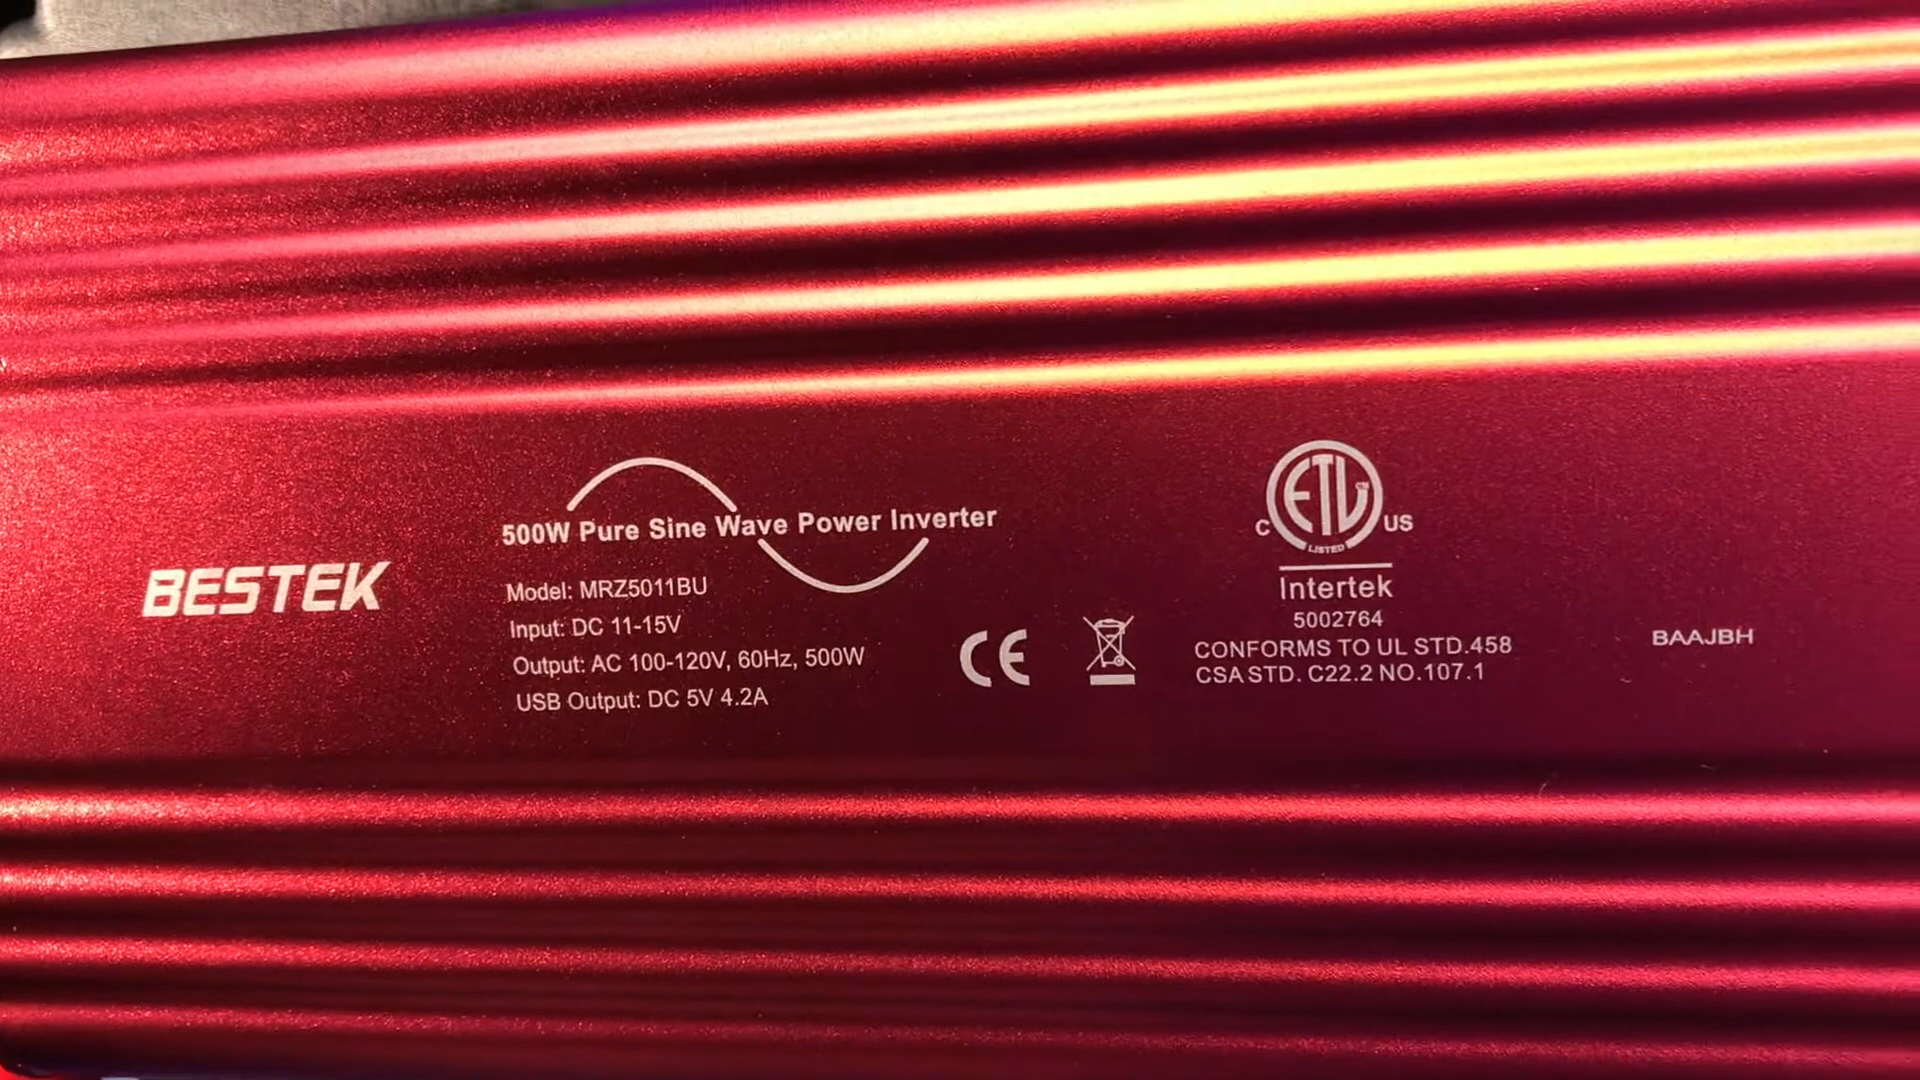 BESTEK
500W Pure Sine Wave Power Inverter
Model: MRZ5011BU
Input: DC 11-15V
Output: AC 100-120V, 60Hz, 500W
USB Output: DC 5V 4.2A
CE
ETL
C US
LISTED
Intertek
5002764
CONFORMS TO UL STD.458
CSA STD. C22.2 NO.107.1
BAAJBH